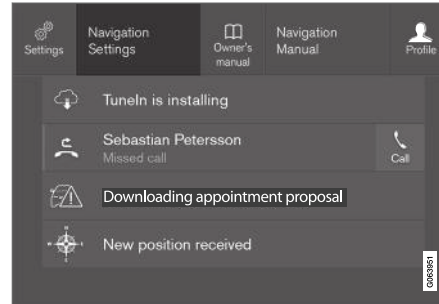 Settings
Navigation
Settings
Owner's
manual
Navigation
Manual
Profile
TuneIn is installing
Sebastian Petersson
Missed call
Call
Downloading appointment proposal
New position received
G063951